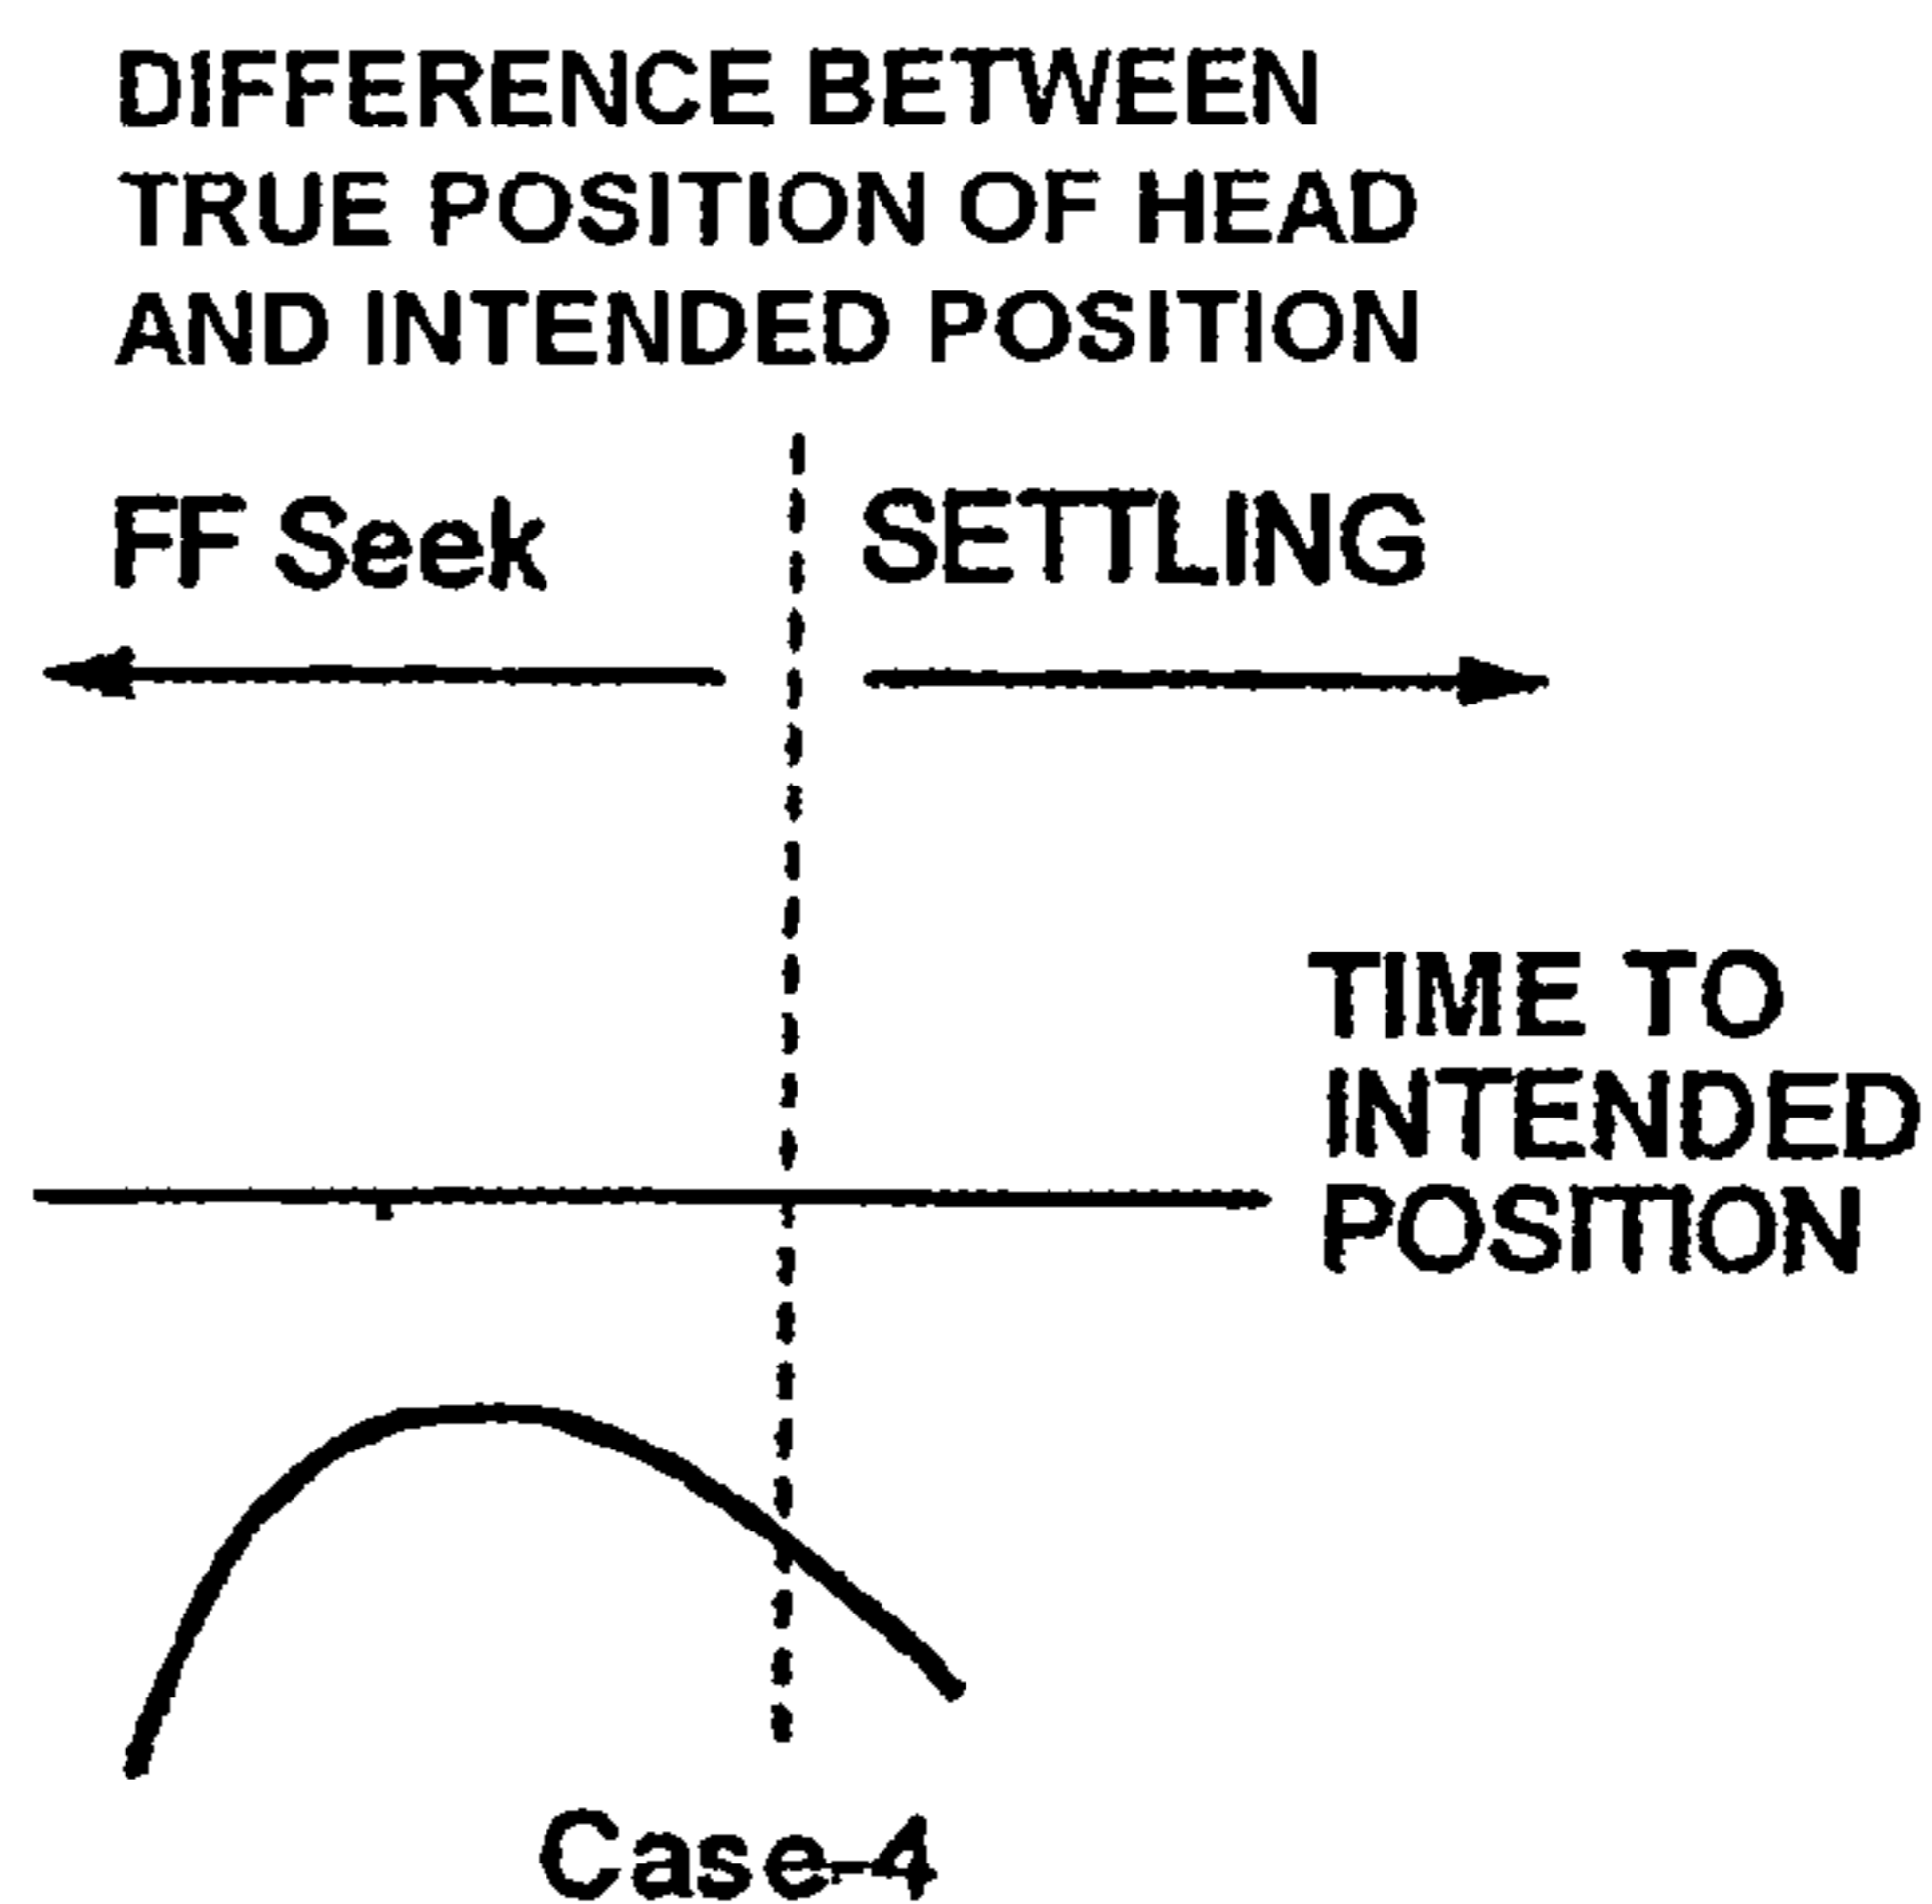 DIFFERENCE BETWEEN
TRUE POSITION OF HEAD
AND INTENDED POSITION
FF Seek
SETTLING
TIME TO
INTENDED
POSITION
Case-4